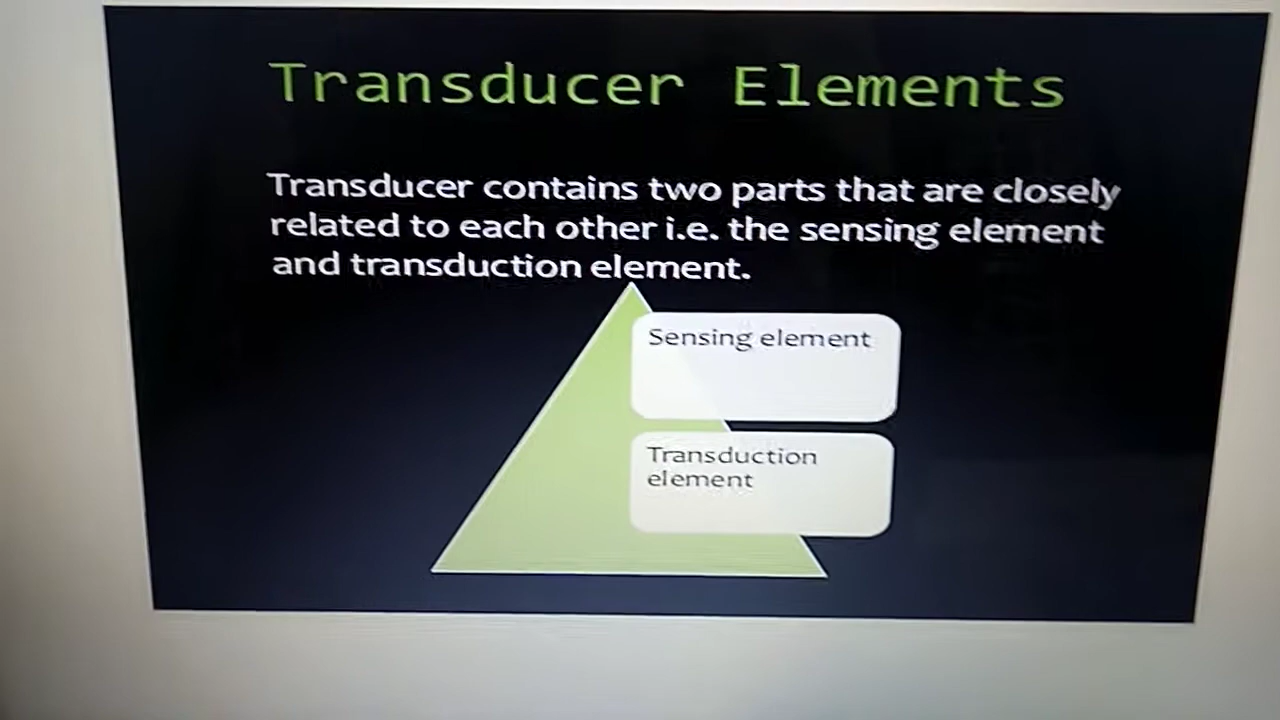 Transducer Elements
Transducer contains two parts that are closely
related to each other i.e. the sensing element
and transduction element.
Sensing element
Transduction
element